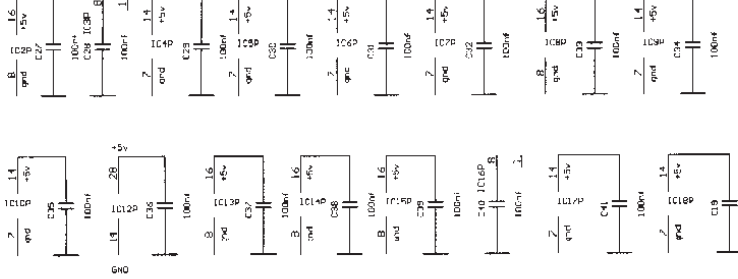 16 +5v IC2P C27 100nf 8 gnd
IC3P 8 C28 100nf
14 +5v IC4P C29 100nf 7 gnd
14 +5v IC5P C30 100nf 7 gnd
14 +5v IC6P C31 100nf 7 gnd
14 +5v IC7P C32 100nf 7 gnd
16 +5v IC8P C33 100nf 8 gnd
14 +5v IC9P C34 100nf 7 gnd
14 +5v IC10P C35 100nf 7 gnd
+5v 28 IC12P C36 100nf 14 GND
16 +5v IC13P C37 100nf 8 gnd
16 +5v IC14P C38 100nf 8 gnd
16 +5v IC15P C39 100nf 8 gnd
IC16P 8 C40 100nf
14 +5v IC17P C41 100nf 7 gnd
14 +5v IC18P C19 7 gnd